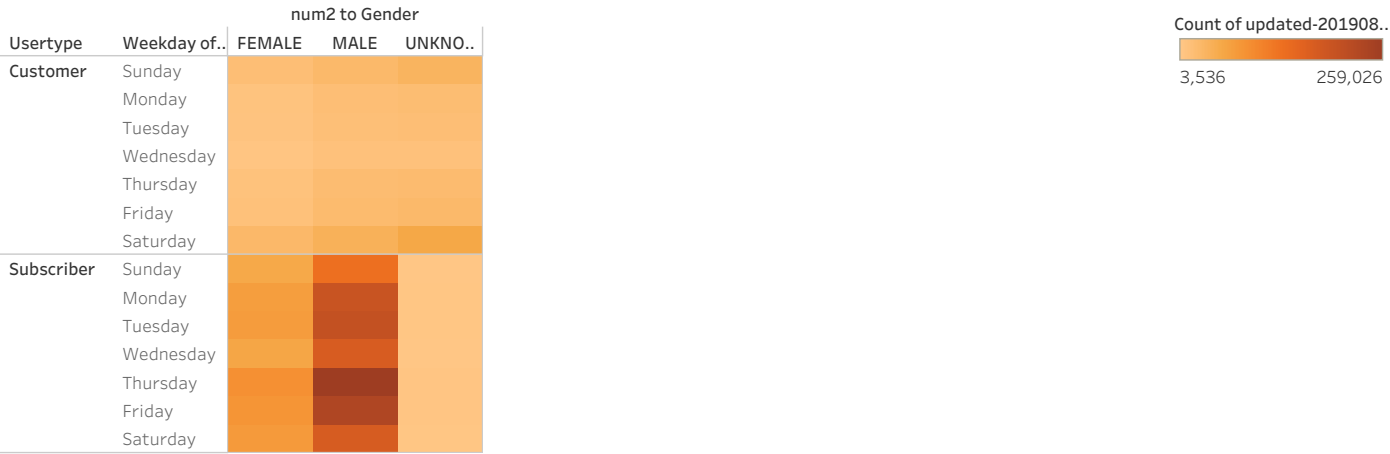 num2 to Gender
Usertype Weekday of.. FEMALE MALE UNKNO..
Customer Sunday
Monday
Tuesday
Wednesday
Thursday
Friday
Saturday
Subscriber Sunday
Monday
Tuesday
Wednesday
Thursday
Friday
Saturday
Count of updated-201908..
3,536 259,026